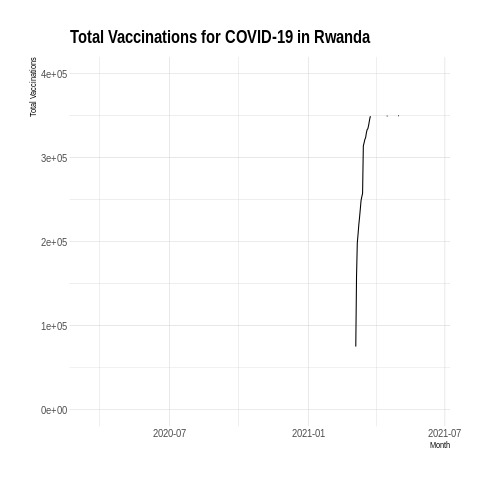 Total Vaccinations for COVID-19 in Rwanda
Total Vaccinations
4e+05
3e+05
2e+05
1e+05
0e+00
2020-07
2021-01
2021-07
Month